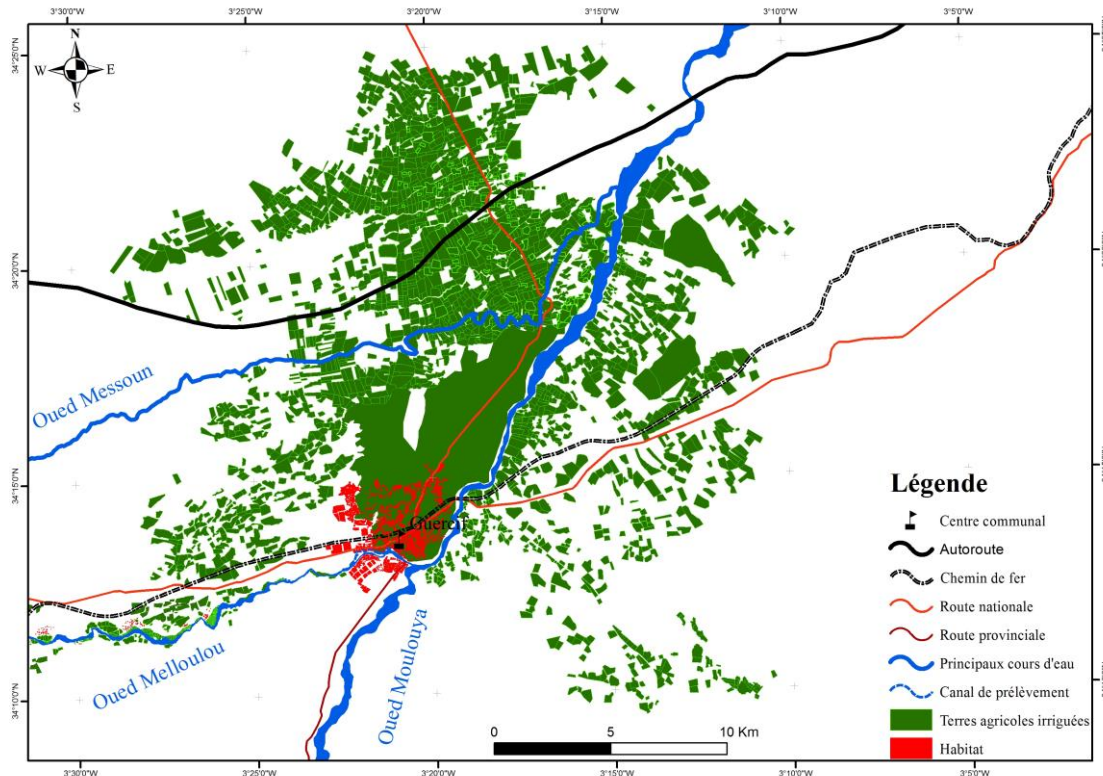 3°30'0"W 3°25'0"W 3°20'0"W 3°15'0"W 3°10'0"W 3°5'0"W
N
W E
S
34°25'0"N
34°20'0"N
34°15'0"N
34°10'0"N
Oued Messoun
Guercif
Oued Melloulou
Oued Moulouya
Légende
Centre communal
Autoroute
Chemin de fer
Route nationale
Route provinciale
Principaux cours d'eau
Canal de prélèvement
Terres agricoles irriguées
Habitat
0 5 10 Km
3°30'0"W 3°25'0"W 3°20'0"W 3°15'0"W 3°10'0"W 3°5'0"W